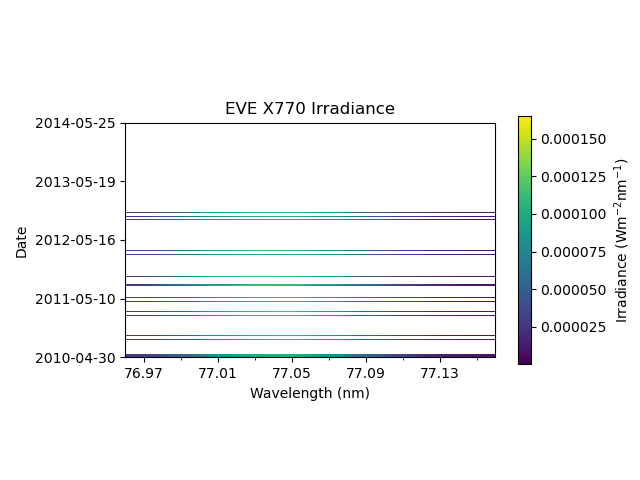 EVE X770 Irradiance
2014-05-25
2013-05-19
2012-05-16
2011-05-10
2010-04-30
Date
76.97 77.01 77.05 77.09 77.13
Wavelength (nm)
0.000150
0.000125
0.000100
0.000075
0.000050
0.000025
Irradiance (Wm⁻²nm⁻¹)